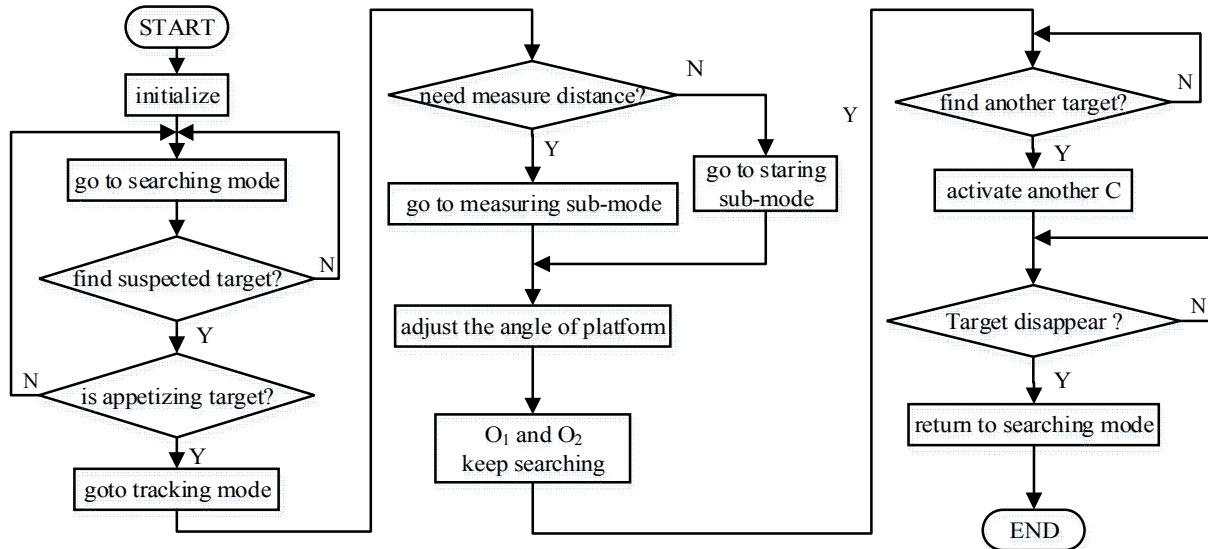 START
initialize
go to searching mode
find suspected target?
N
Y
is appetizing target?
N
Y
goto tracking mode
need measure distance?
N
Y
go to measuring sub-mode
go to staring
sub-mode
adjust the angle of platform
O₁ and O₂
keep searching
Y
find another target?
N
Y
activate another C
Target disappear ?
N
Y
return to searching mode
END